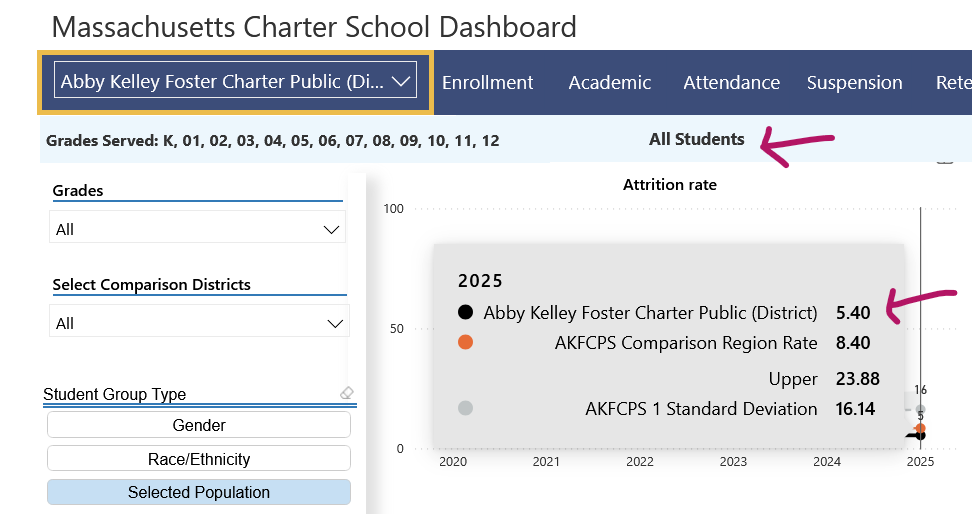 Massachusetts Charter School Dashboard
Abby Kelley Foster Charter Public (Di...
Enrollment Academic Attendance Suspension Rete
Grades Served: K, 01, 02, 03, 04, 05, 06, 07, 08, 09, 10, 11, 12
All Students
Grades
All
Select Comparison Districts
All
Student Group Type
Gender
Race/Ethnicity
Selected Population
Attrition rate
100
50
0
2025
Abby Kelley Foster Charter Public (District) 5.40
AKFCPS Comparison Region Rate 8.40
Upper 23.88
AKFCPS 1 Standard Deviation 16.14
16
5
2020 2021 2022 2023 2024 2025